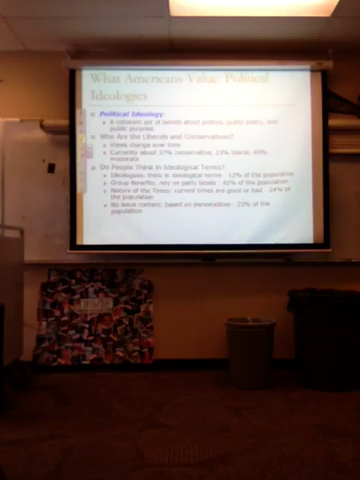 What Americans Value: Political
Ideologies
Political Ideology:
A coherent set of beliefs about politics, public policy, and
public purpose
Who Are the Liberals and Conservatives?
Views change over time
Currently about 37% conservative, 23% liberal, 40%
moderate
Do People Think in Ideological Terms?
Ideologues: think in ideological terms - 12% of the population
Group Benefits: rely on party labels - 42% of the population
Nature of the Times: current times are good or bad - 24% of
the population
No issue content: based on personalities - 22% of the
population